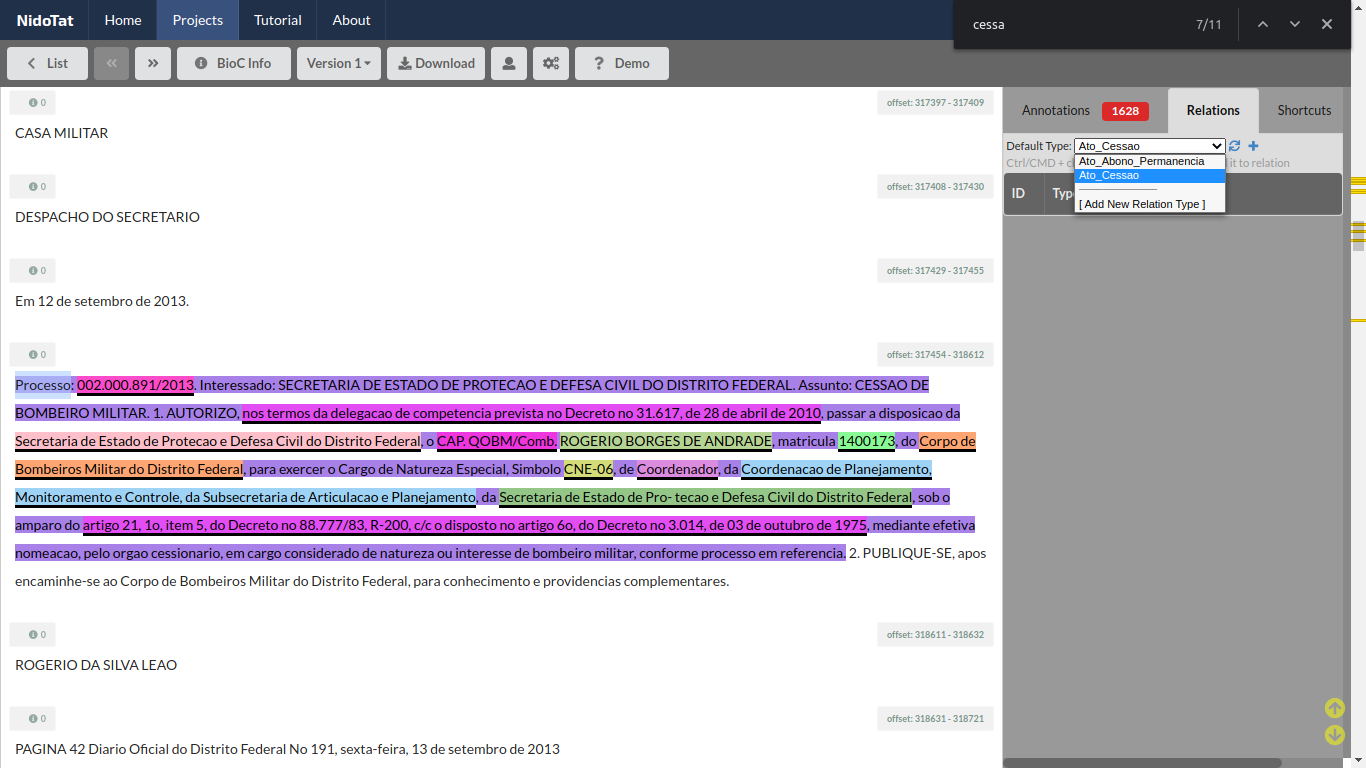 NidoTat Home Projects Tutorial About
cessa 7/11
List BioC Info Version 1 Download Demo
0 offset: 317397 - 317409
CASA MILITAR
0 offset: 317408 - 317430
DESPACHO DO SECRETARIO
0 offset: 317429 - 317455
Em 12 de setembro de 2013.
0 offset: 317454 - 318612
Processo: 002.000.891/2013. Interessado: SECRETARIA DE ESTADO DE PROTECAO E DEFESA CIVIL DO DISTRITO FEDERAL. Assunto: CESSAO DE
BOMBEIRO MILITAR. 1. AUTORIZO, nos termos da delegacao de competencia prevista no Decreto no 31.617, de 28 de abril de 2010, passar a disposicao da
Secretaria de Estado de Protecao e Defesa Civil do Distrito Federal, o CAP. QOBM/Comb. ROGERIO BORGES DE ANDRADE, matricula 1400173, do Corpo de
Bombeiros Militar do Distrito Federal, para exercer o Cargo de Natureza Especial, Simbolo CNE-06, de Coordenador, da Coordenacao de Planejamento,
Monitoramento e Controle, da Subsecretaria de Articulacao e Planejamento, da Secretaria de Estado de Pro- tecao e Defesa Civil do Distrito Federal, sob o
amparo do artigo 21, 1o, item 5, do Decreto no 88.777/83, R-200, c/c o disposto no artigo 6o, do Decreto no 3.014, de 03 de outubro de 1975, mediante efetiva
nomeacao, pelo orgao cessionario, em cargo considerado de natureza ou interesse de bombeiro militar, conforme processo em referencia. 2. PUBLIQUE-SE, apos
encaminhe-se ao Corpo de Bombeiros Militar do Distrito Federal, para conhecimento e providencias complementares.
0 offset: 318611 - 318632
ROGERIO DA SILVA LEAO
0 offset: 318631 - 318721
PAGINA 42 Diario Oficial do Distrito Federal No 191, sexta-feira, 13 de setembro de 2013
Annotations 1628 Relations Shortcuts
Default Type: Ato_Cessao
Ctrl/CMD + it to relation
Ato_Abono_Permanencia
Ato_Cessao
[ Add New Relation Type ]
ID